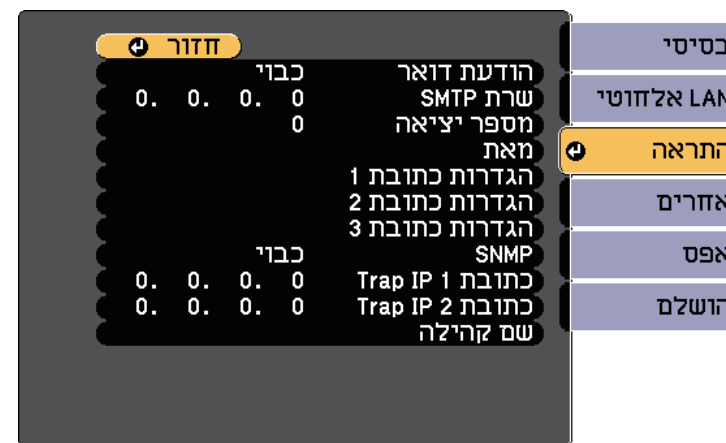 בסיסי
LAN אלחוטי
התראה
אחרים
אפס
הושלם
חזור
הודעת דואר כבוי
שרת SMTP 0. 0. 0. 0
מספר יציאה 0
מאת
הגדרות כתובת 1
הגדרות כתובת 2
הגדרות כתובת 3
SNMP כבוי
כתובת Trap IP 1 0. 0. 0. 0
כתובת Trap IP 2 0. 0. 0. 0
שם קהילה